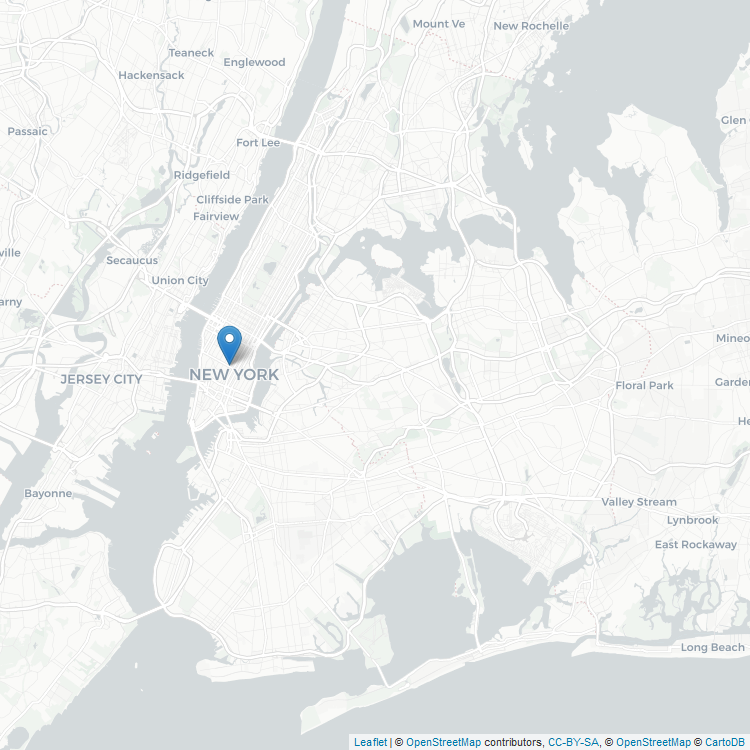 Mount Ve
New Rochelle
Teaneck
Englewood
Hackensack
Glen
Passaic
Fort Lee
Ridgefield
Cliffside Park
Fairview
ville
Secaucus
Union City
arny
Mineo
NEW YORK
JERSEY CITY
Floral Park
Garde
He
Bayonne
Valley Stream
Lynbrook
East Rockaway
Long Beach
Leaflet | © OpenStreetMap contributors, CC-BY-SA, © OpenStreetMap © CartoDB